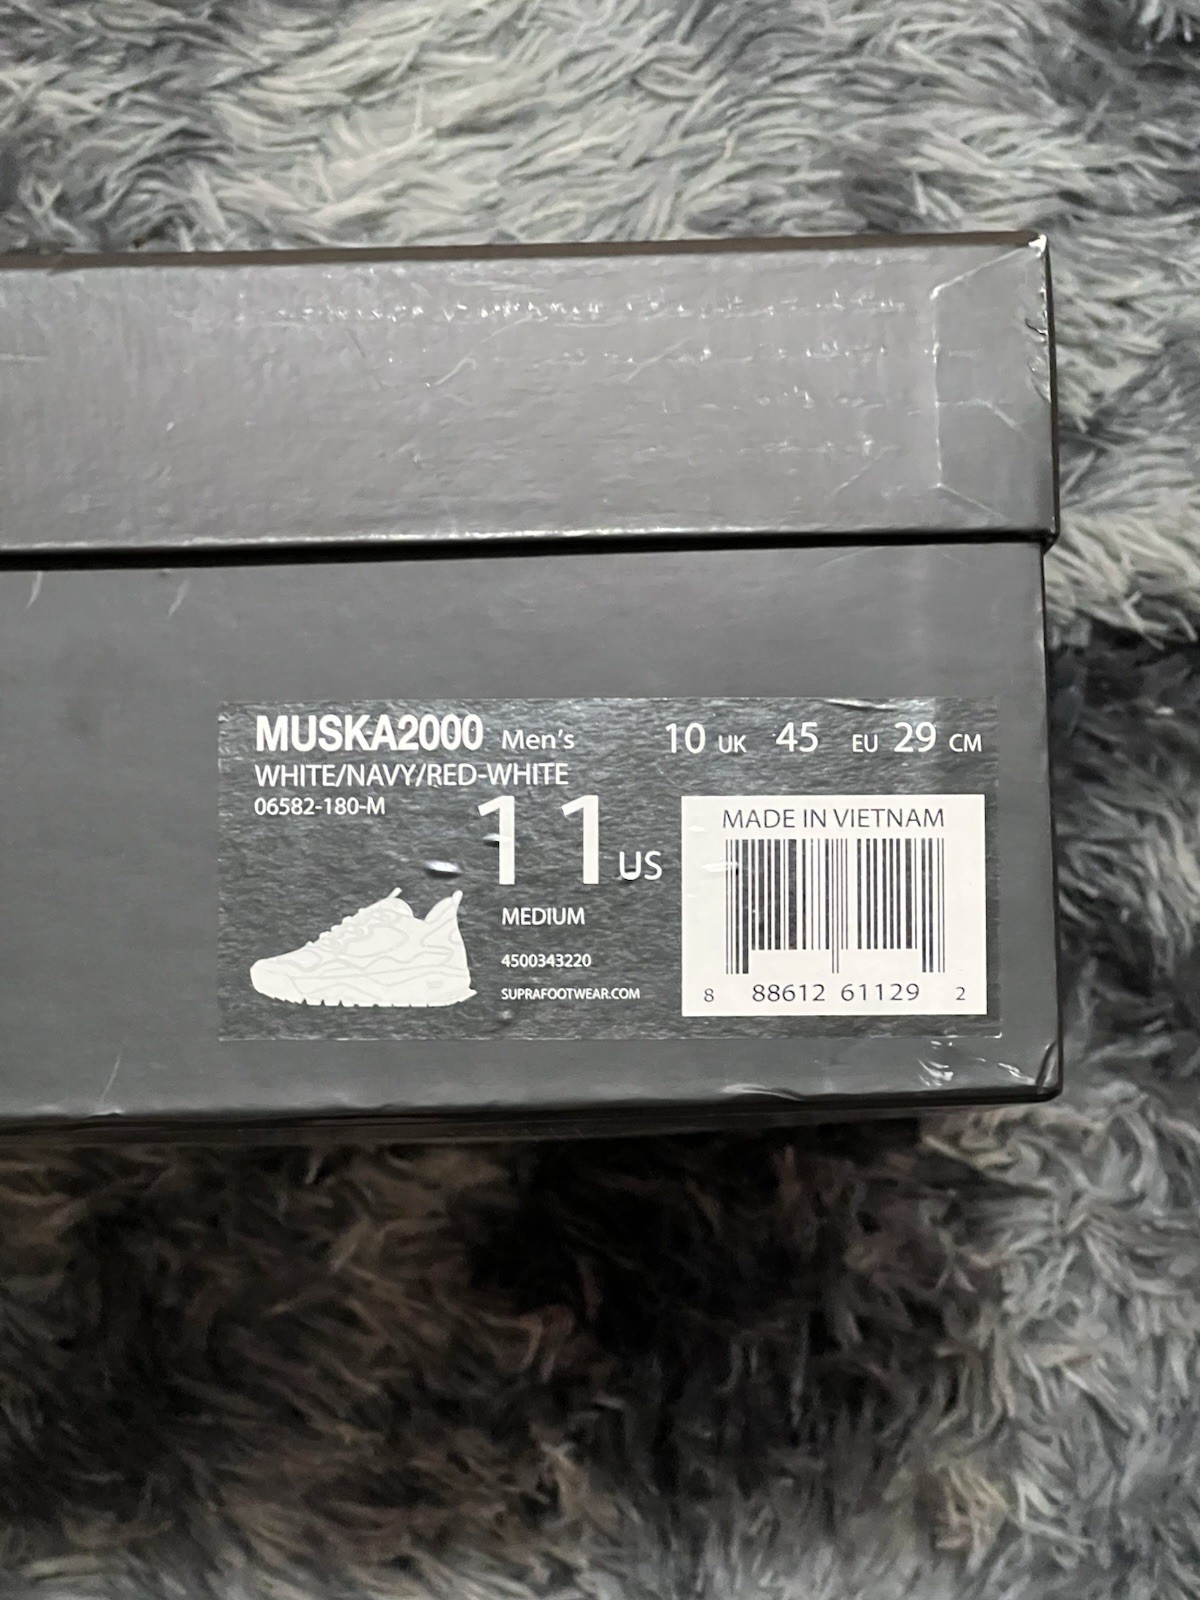 MUSKA2000 Men's 10 UK 45 EU 29 CM
WHITE/NAVY/RED-WHITE
06582-180-M
11 US
MEDIUM
4500343220
SUPRAFOOTWEAR.COM
MADE IN VIETNAM
8 88612 61129 2